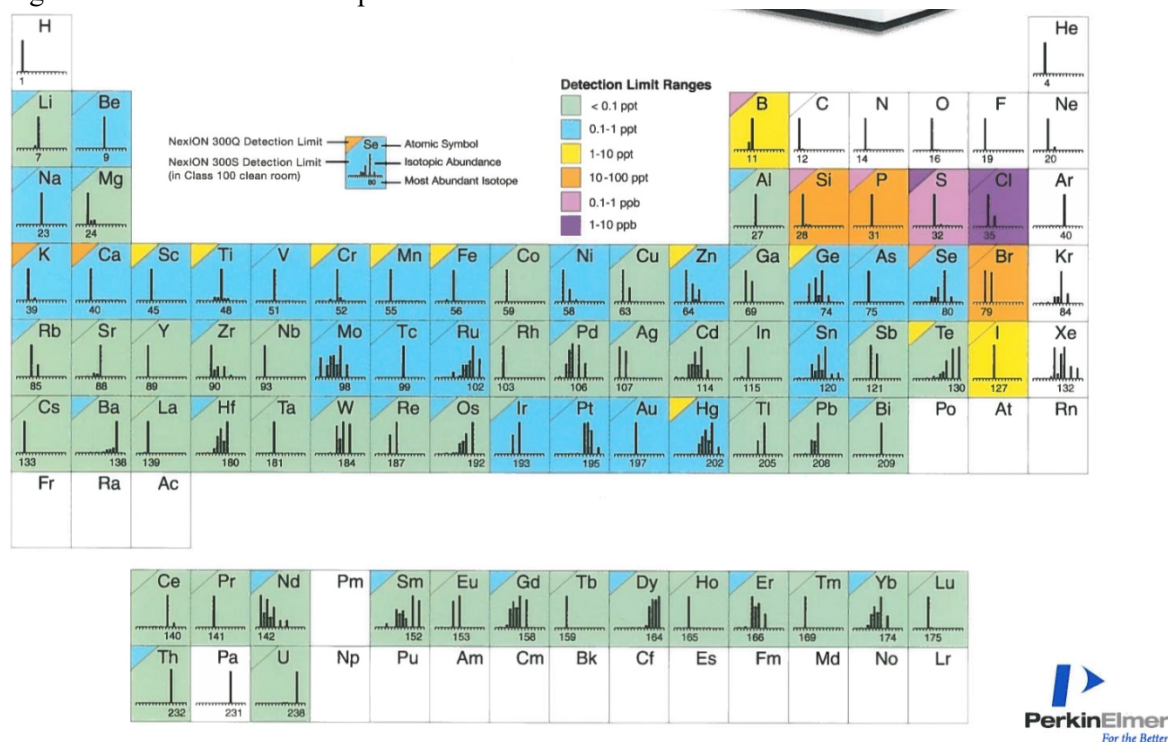 H
1
He
4
Li
7
Be
9
B
11
C
12
N
14
O
16
F
19
Ne
20
NexION 300Q Detection Limit
NexION 300S Detection Limit
(in Class 100 clean room)
Se
80
Atomic Symbol
Isotopic Abundance
Most Abundant Isotope
Detection Limit Ranges
< 0.1 ppt
0.1-1 ppt
1-10 ppt
10-100 ppt
0.1-1 ppb
1-10 ppb
Na
23
Mg
24
Al
27
Si
28
P
31
S
32
Cl
35
Ar
40
K
39
Ca
40
Sc
45
Ti
48
V
51
Cr
52
Mn
55
Fe
56
Co
59
Ni
58
Cu
63
Zn
64
Ga
69
Ge
74
As
75
Se
80
Br
79
Kr
84
Rb
85
Sr
88
Y
89
Zr
90
Nb
93
Mo
98
Tc
99
Ru
102
Rh
103
Pd
106
Ag
107
Cd
114
In
115
Sn
120
Sb
121
Te
130
I
127
Xe
132
Cs
133
Ba
138
La
139
Hf
180
Ta
181
W
184
Re
187
Os
192
Ir
193
Pt
195
Au
197
Hg
202
Tl
205
Pb
208
Bi
209
Po
At
Rn
Fr
Ra
Ac
Ce
140
Pr
141
Nd
142
Pm
Sm
152
Eu
153
Gd
158
Tb
159
Dy
164
Ho
165
Er
166
Tm
169
Yb
174
Lu
175
Th
232
Pa
231
U
238
Np
Pu
Am
Cm
Bk
Cf
Es
Fm
Md
No
Lr
PerkinElmer
For the Better